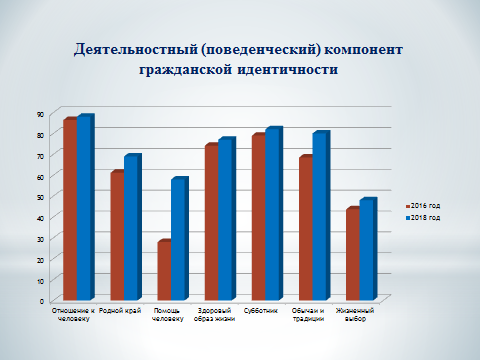 Деятельностный (поведенческий) компонент
гражданской идентичности
90
80
70
60
50
40
30
20
10
0
Отношение к
человеку
Родной край
Помощь
человеку
Здоровый
образ жизни
Субботник
Обычаи и
традиции
Жизненный
выбор
2016 год
2018 год